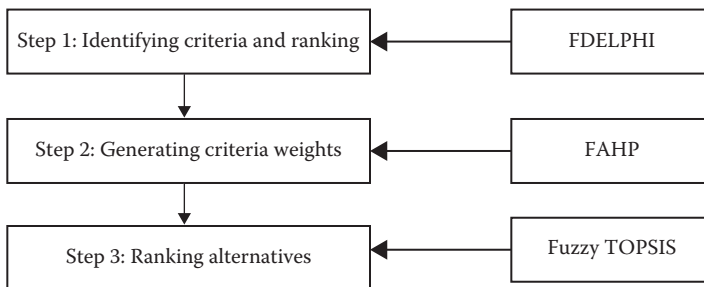 Step 1: Identifying criteria and ranking
FDELPHI
Step 2: Generating criteria weights
FAHP
Step 3: Ranking alternatives
Fuzzy TOPSIS